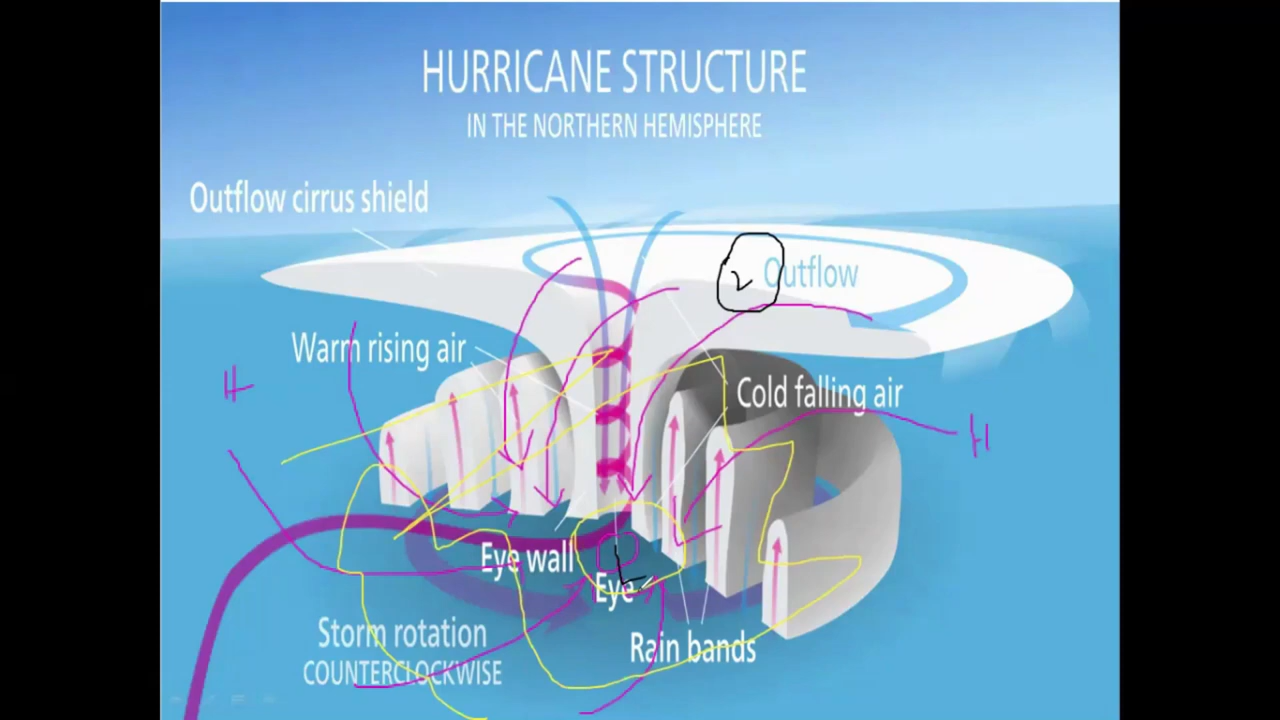 HURRICANE STRUCTURE
IN THE NORTHERN HEMISPHERE
Outflow cirrus shield
2
Outflow
Warm rising air
H
Cold falling air
H
Eye wall
L
Eye
Storm rotation
COUNTERCLOCKWISE
Rain bands